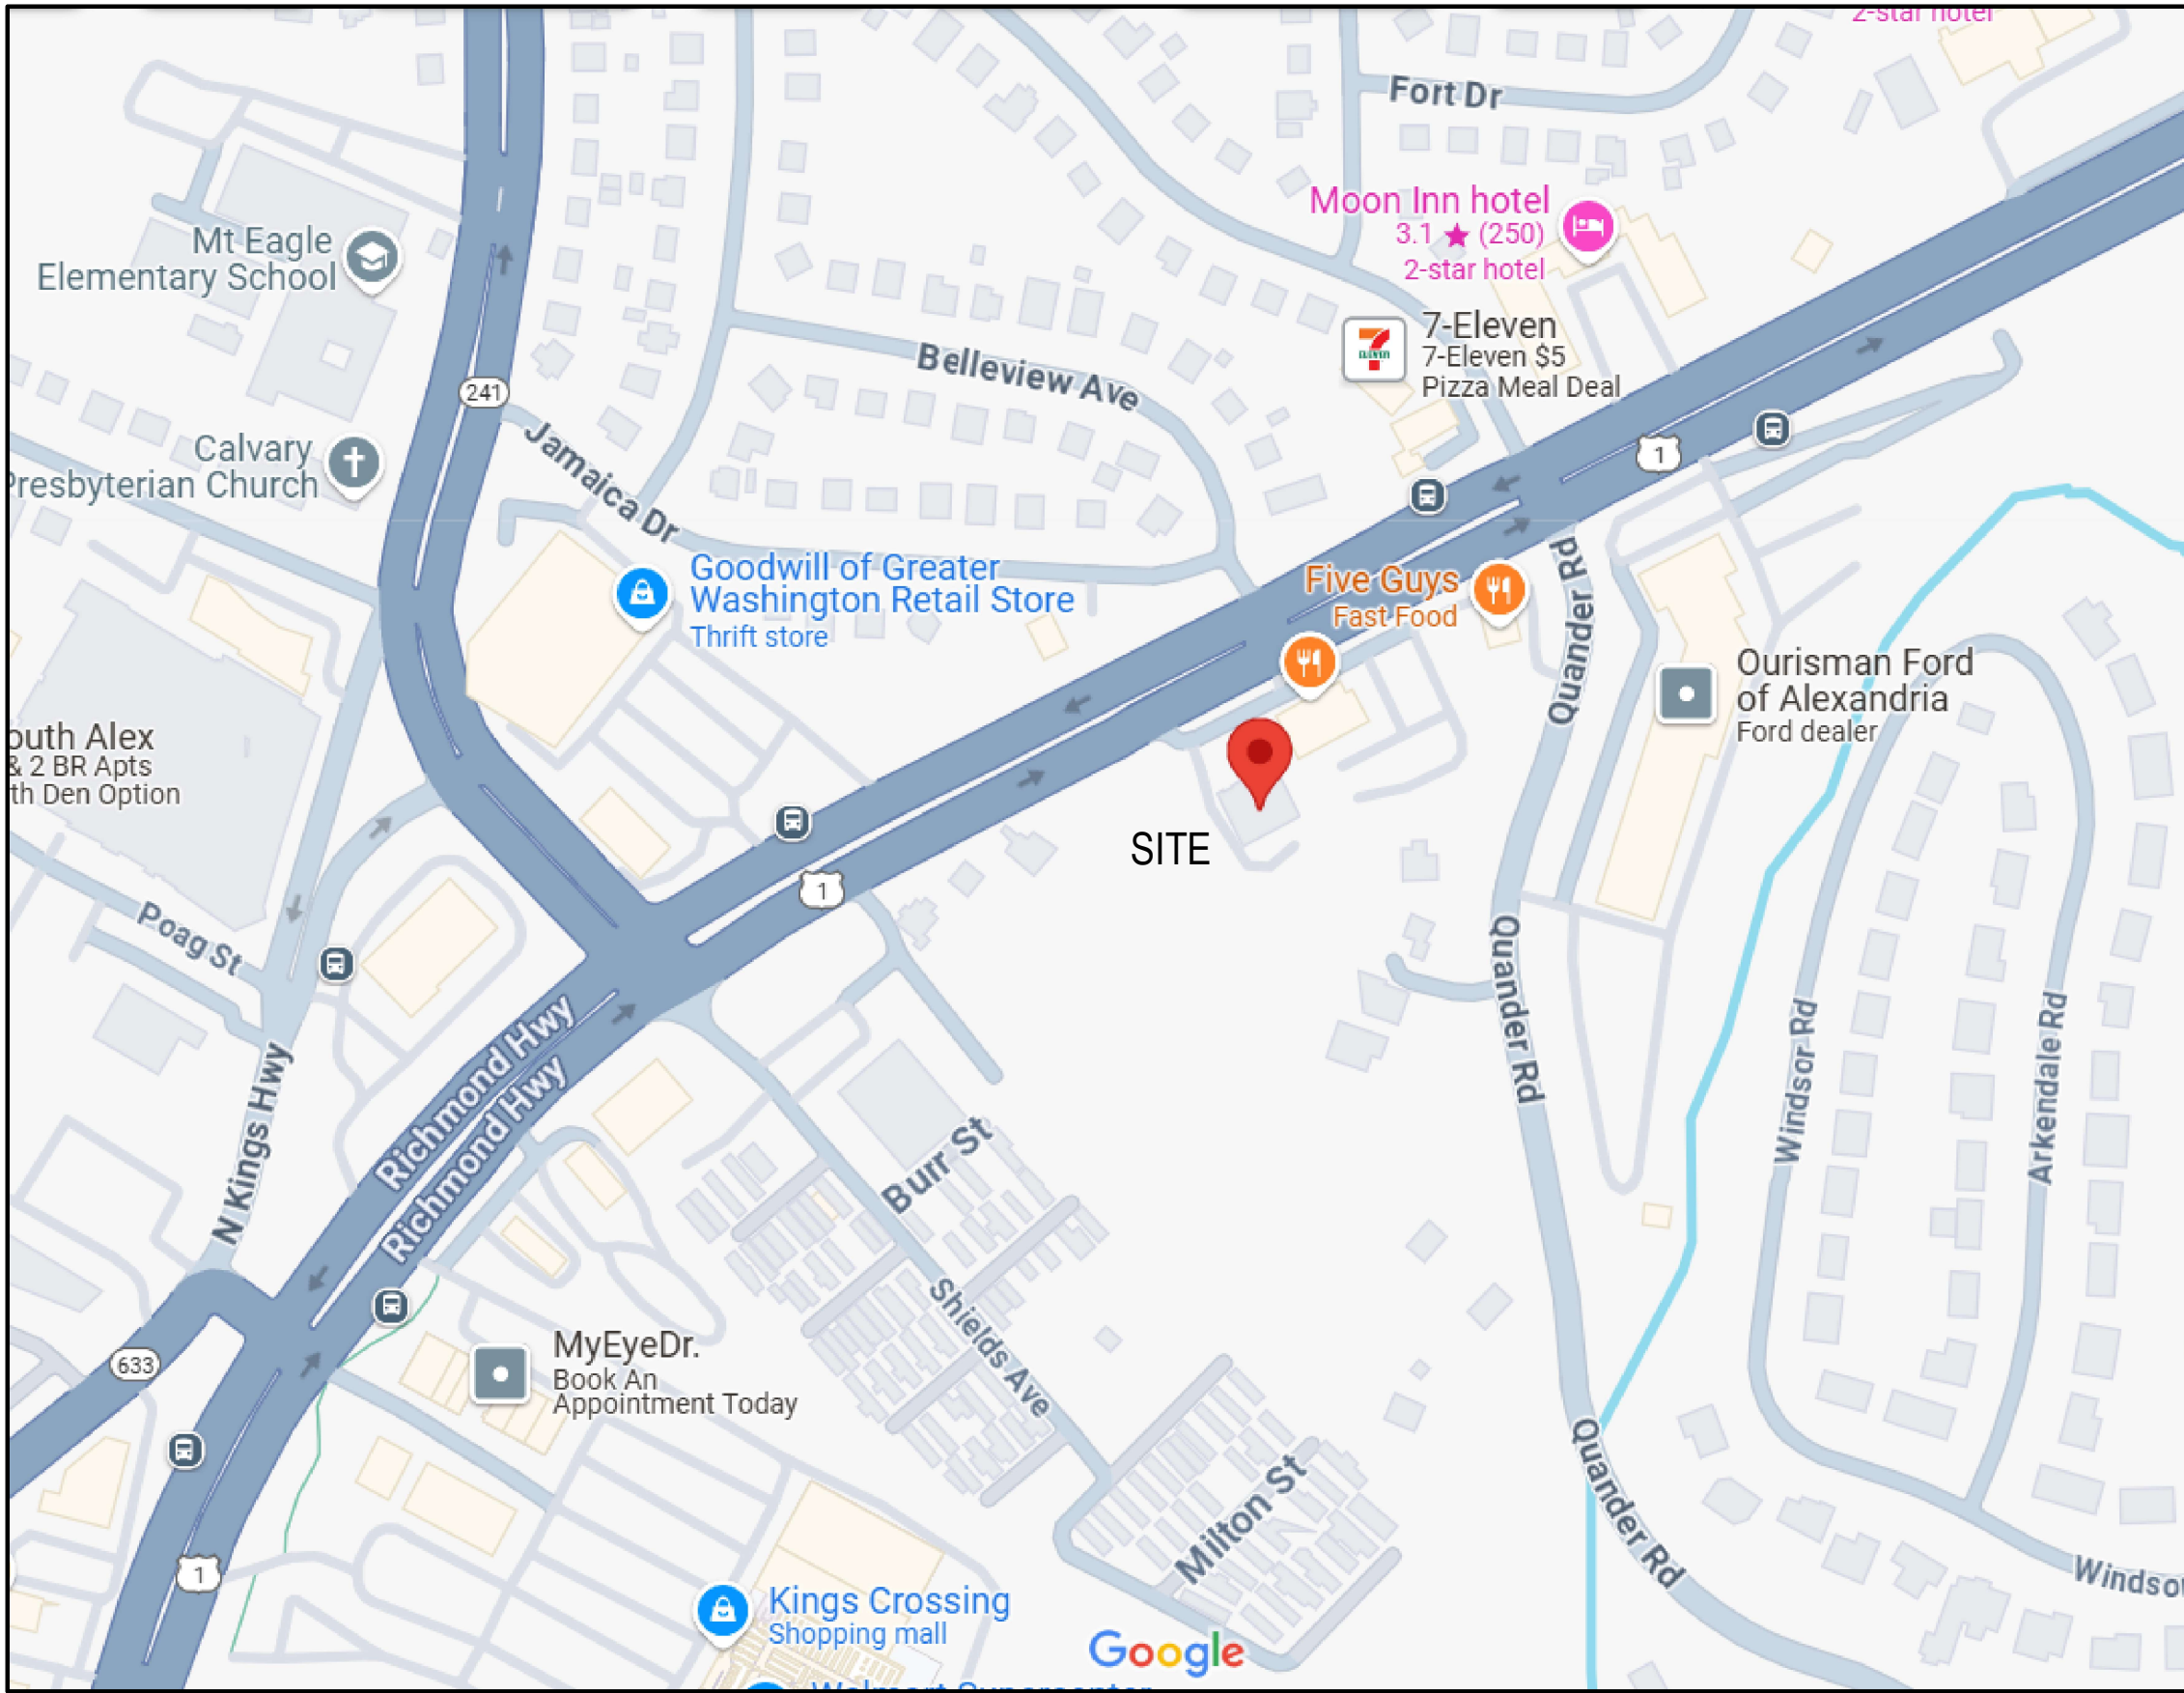 2-star hotel
Fort Dr
Moon Inn hotel
3.1 ★ (250)
2-star hotel
Mt Eagle
Elementary School
7-Eleven
7-Eleven $5
Pizza Meal Deal
ELEVEN
Belleview Ave
241
Jamaica Dr
Calvary
Presbyterian Church
1
Goodwill of Greater
Washington Retail Store
Thrift store
Five Guys
Fast Food
Quander Rd
Ourisman Ford
of Alexandria
Ford dealer
outh Alex
& 2 BR Apts
th Den Option
SITE
1
Poag St
Quander Rd
Richmond Hwy
Richmond Hwy
N Kings Hwy
Windsor Rd
Arkendale Rd
Burr St
Shields Ave
633
MyEyeDr.
Book An
Appointment Today
Milton St
Quander Rd
1
Windso
Kings Crossing
Shopping mall
Google
Walmart Supercenter